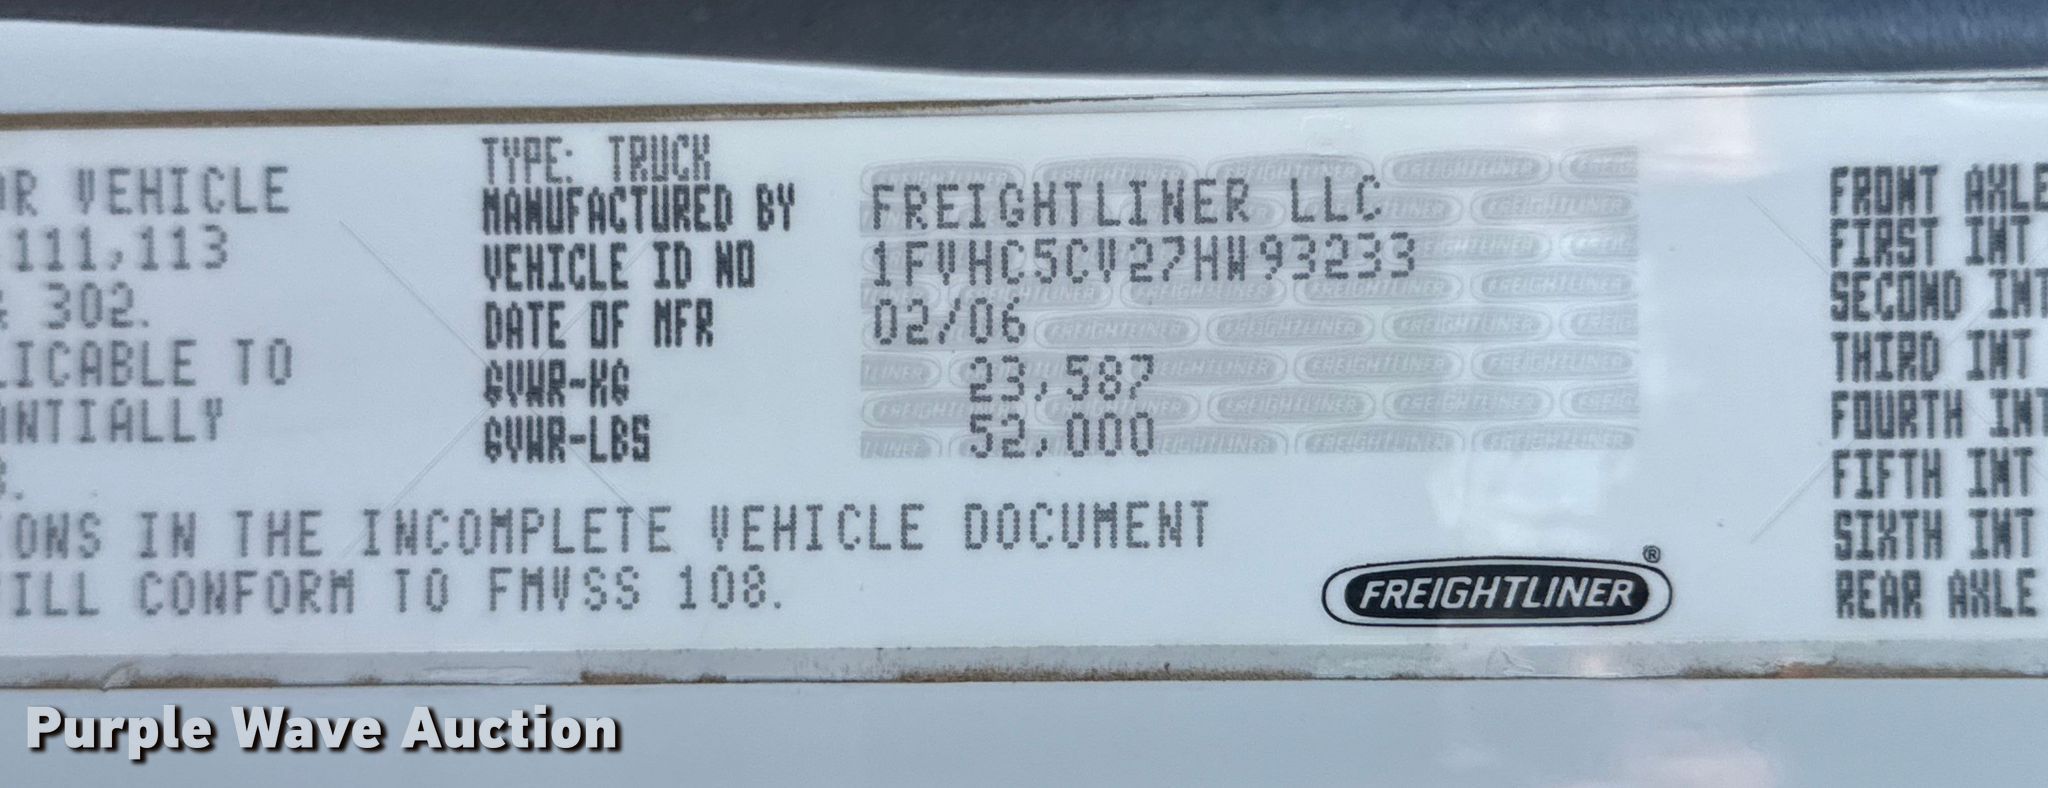 OR VEHICLE
111,113
302.
LICABLE TO
ANTIALLY
TYPE: TRUCK
MANUFACTURED BY FREIGHTLINER LLC
VEHICLE ID NO 1FVHC5CV27HW93233
DATE OF MFR 02/06
GVWR-KG 23,587
GVWR-LBS 52,000
IONS IN THE INCOMPLETE VEHICLE DOCUMENT
ILL CONFORM TO FMVSS 108.
FREIGHTLINER®
FRONT AXLE
FIRST INT
SECOND INT
THIRD INT
FOURTH INT
FIFTH INT
SIXTH INT
REAR AXLE
Purple Wave Auction